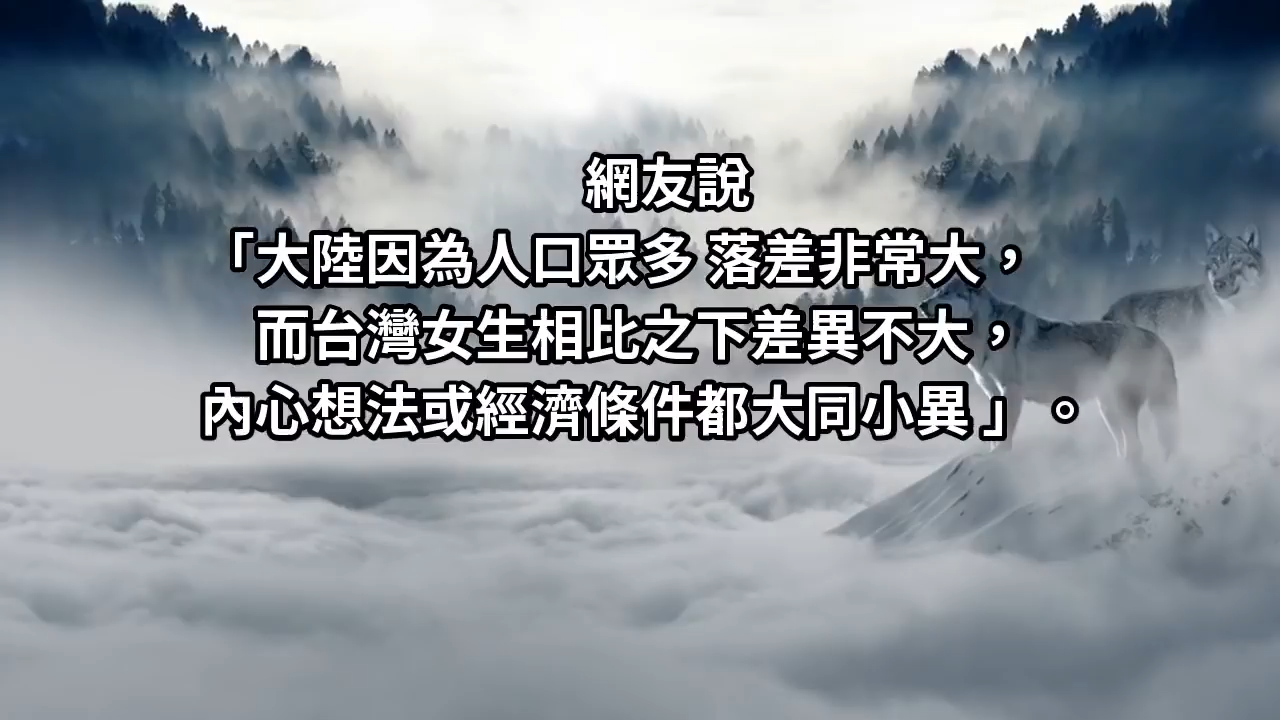 網友說
「大陸因為人口眾多 落差非常大，
而台灣女生相比之下差異不大，
內心想法或經濟條件都大同小異 」。